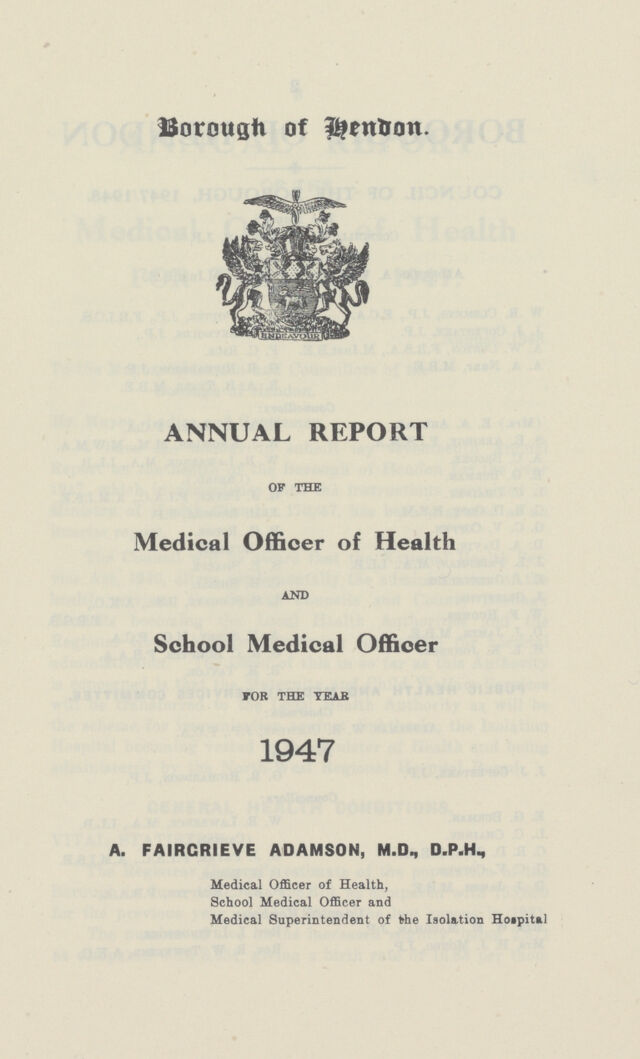 Borough of Hendon.
ENDEAVOUR
ANNUAL REPORT
OF THE
Medical Officer of Health
AND
School Medical Officer
FOR THE YEAR
1947
A. FAIRGRIEVE ADAMSON, M.D., D.P.H.,
Medical Officer of Health,
School Medical Officer and
Medical Superintendent of the Isolation Hospital